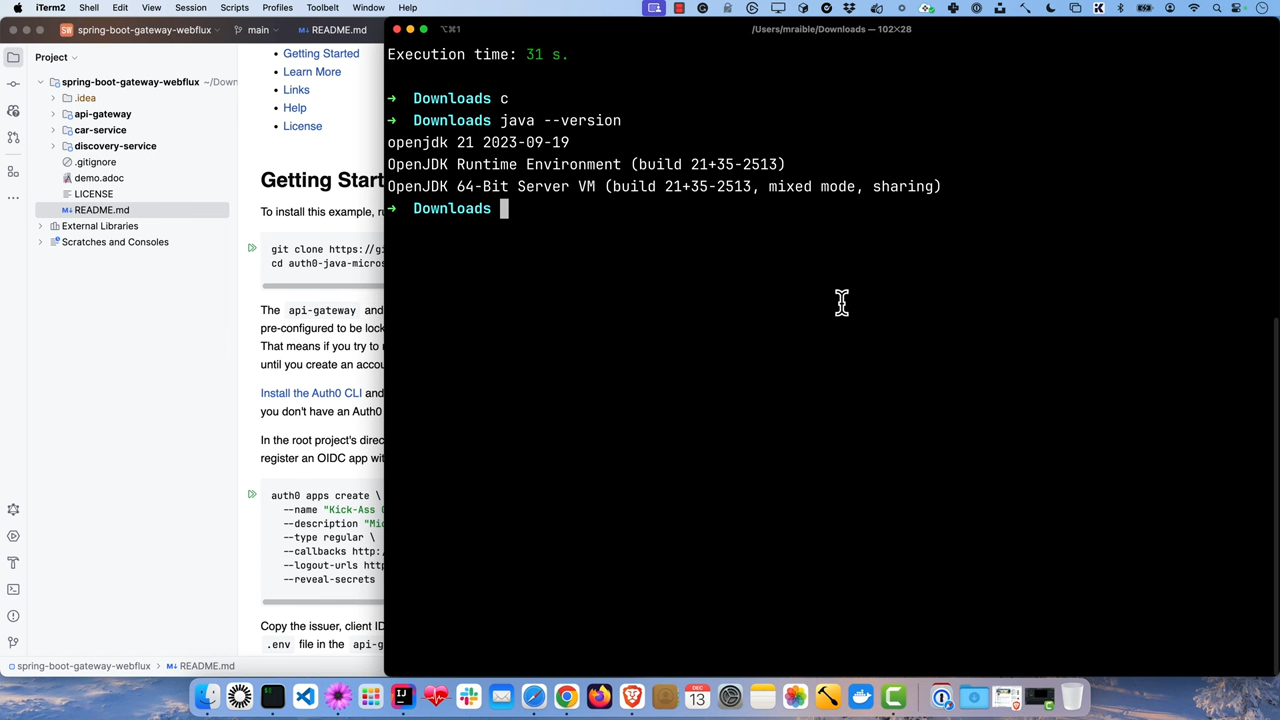 iTerm2 Shell Edit View Session Scripts Profiles Toolbelt Window Help
SW spring-boot-gateway-webflux main README.md
Project
spring-boot-gateway-webflux ~/Down
.idea
api-gateway
car-service
discovery-service
.gitignore
demo.adoc
LICENSE
README.md
External Libraries
Scratches and Consoles
Getting Started
Learn More
Links
Help
License
Getting Start
To install this example, ru
git clone https://gi
cd auth0-java-micros
The api-gateway and
pre-configured to be lock
That means if you try to
until you create an accou
Install the Auth0 CLI and
you don't have an Auth0
In the root project's direc
register an OIDC app wit
auth0 apps create \
--name "Kick-Ass
--description "Mic
--type regular \
--callbacks http:/
--logout-urls http
--reveal-secrets
Copy the issuer, client ID
.env file in the api-g
spring-boot-gateway-webflux > README.md
⌥⌘1 /Users/mraible/Downloads — 102×28
Execution time: 31 s.
→ Downloads c
→ Downloads java --version
openjdk 21 2023-09-19
OpenJDK Runtime Environment (build 21+35-2513)
OpenJDK 64-Bit Server VM (build 21+35-2513, mixed mode, sharing)
→ Downloads
DEC
13